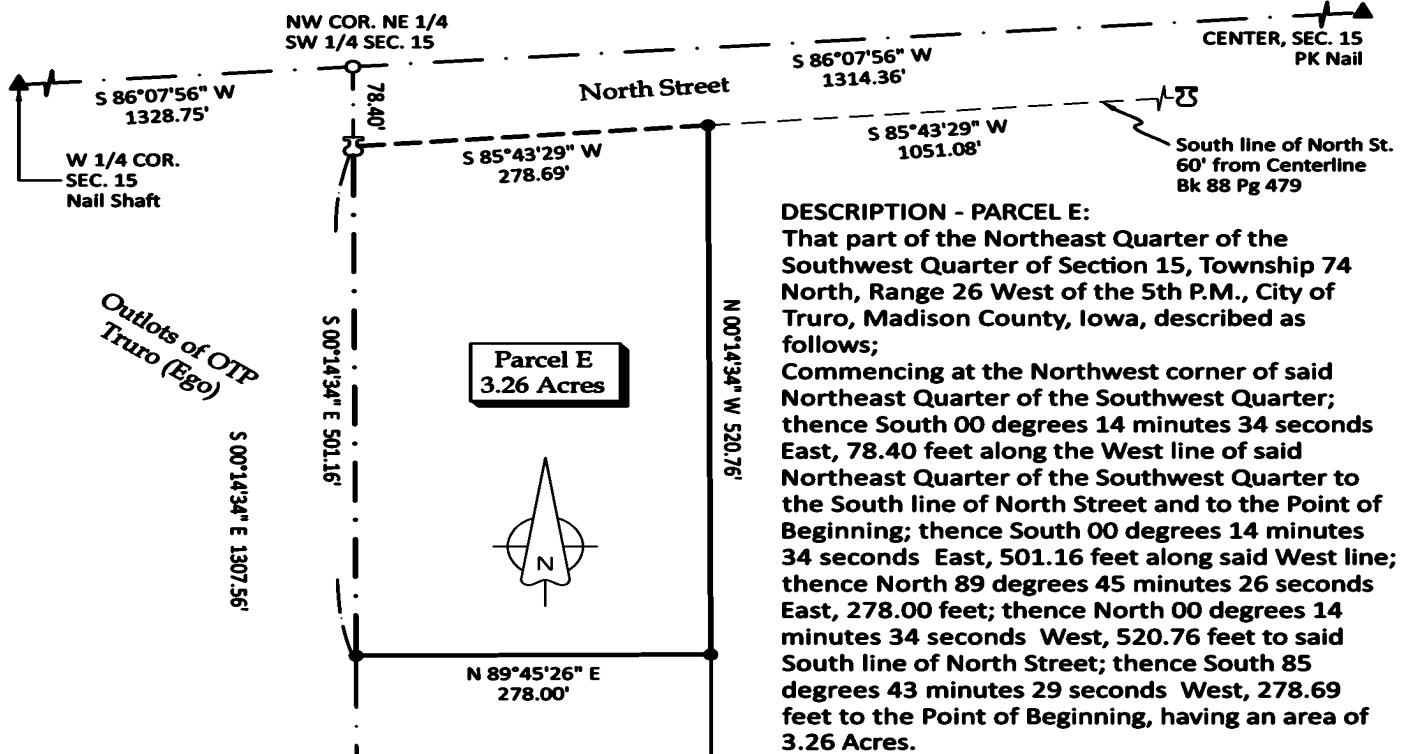 NW COR. NE 1/4
SW 1/4 SEC. 15
CENTER, SEC. 15
PK Nail
S 86°07'56" W
1314.36'
S 86°07'56" W
1328.75'
North Street
78.40'
S 85°43'29" W
278.69'
S 85°43'29" W
1051.08'
South line of North St.
60' from Centerline
Bk 88 Pg 479
W 1/4 COR.
SEC. 15
Nail Shaft
Outlots of OTP
Truro (Ego)
S 00°14'34" E 501.16'
S 00°14'34" E 1307.56'
Parcel E
3.26 Acres
N 00°14'34" W 520.76'
N
N 89°45'26" E
278.00'
DESCRIPTION - PARCEL E:
That part of the Northeast Quarter of the
Southwest Quarter of Section 15, Township 74
North, Range 26 West of the 5th P.M., City of
Truro, Madison County, Iowa, described as
follows;
Commencing at the Northwest corner of said
Northeast Quarter of the Southwest Quarter;
thence South 00 degrees 14 minutes 34 seconds
East, 78.40 feet along the West line of said
Northeast Quarter of the Southwest Quarter to
the South line of North Street and to the Point of
Beginning; thence South 00 degrees 14 minutes
34 seconds East, 501.16 feet along said West line;
thence North 89 degrees 45 minutes 26 seconds
East, 278.00 feet; thence North 00 degrees 14
minutes 34 seconds West, 520.76 feet to said
South line of North Street; thence South 85
degrees 43 minutes 29 seconds West, 278.69
feet to the Point of Beginning, having an area of
3.26 Acres.